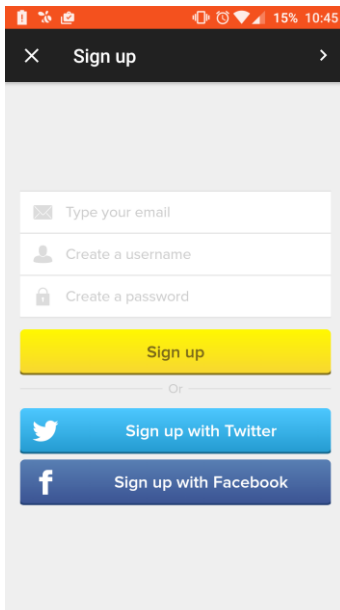 15% 10:45
Sign up
Type your email
Create a username
Create a password
Sign up
Or
Sign up with Twitter
Sign up with Facebook